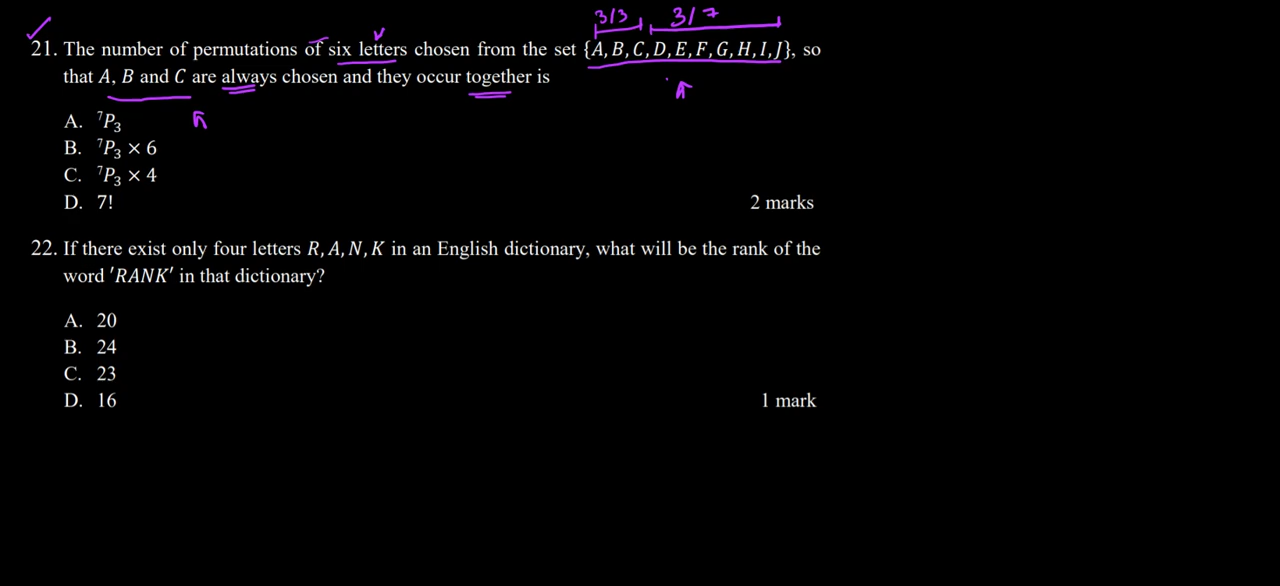 3/3 3/7
21. The number of permutations of six letters chosen from the set {A, B, C, D, E, F, G, H, I, J}, so
that A, B and C are always chosen and they occur together is
A. ⁷P₃
B. ⁷P₃ × 6
C. ⁷P₃ × 4
D. 7!
2 marks
22. If there exist only four letters R, A, N, K in an English dictionary, what will be the rank of the
word 'RANK' in that dictionary?
A. 20
B. 24
C. 23
D. 16
1 mark